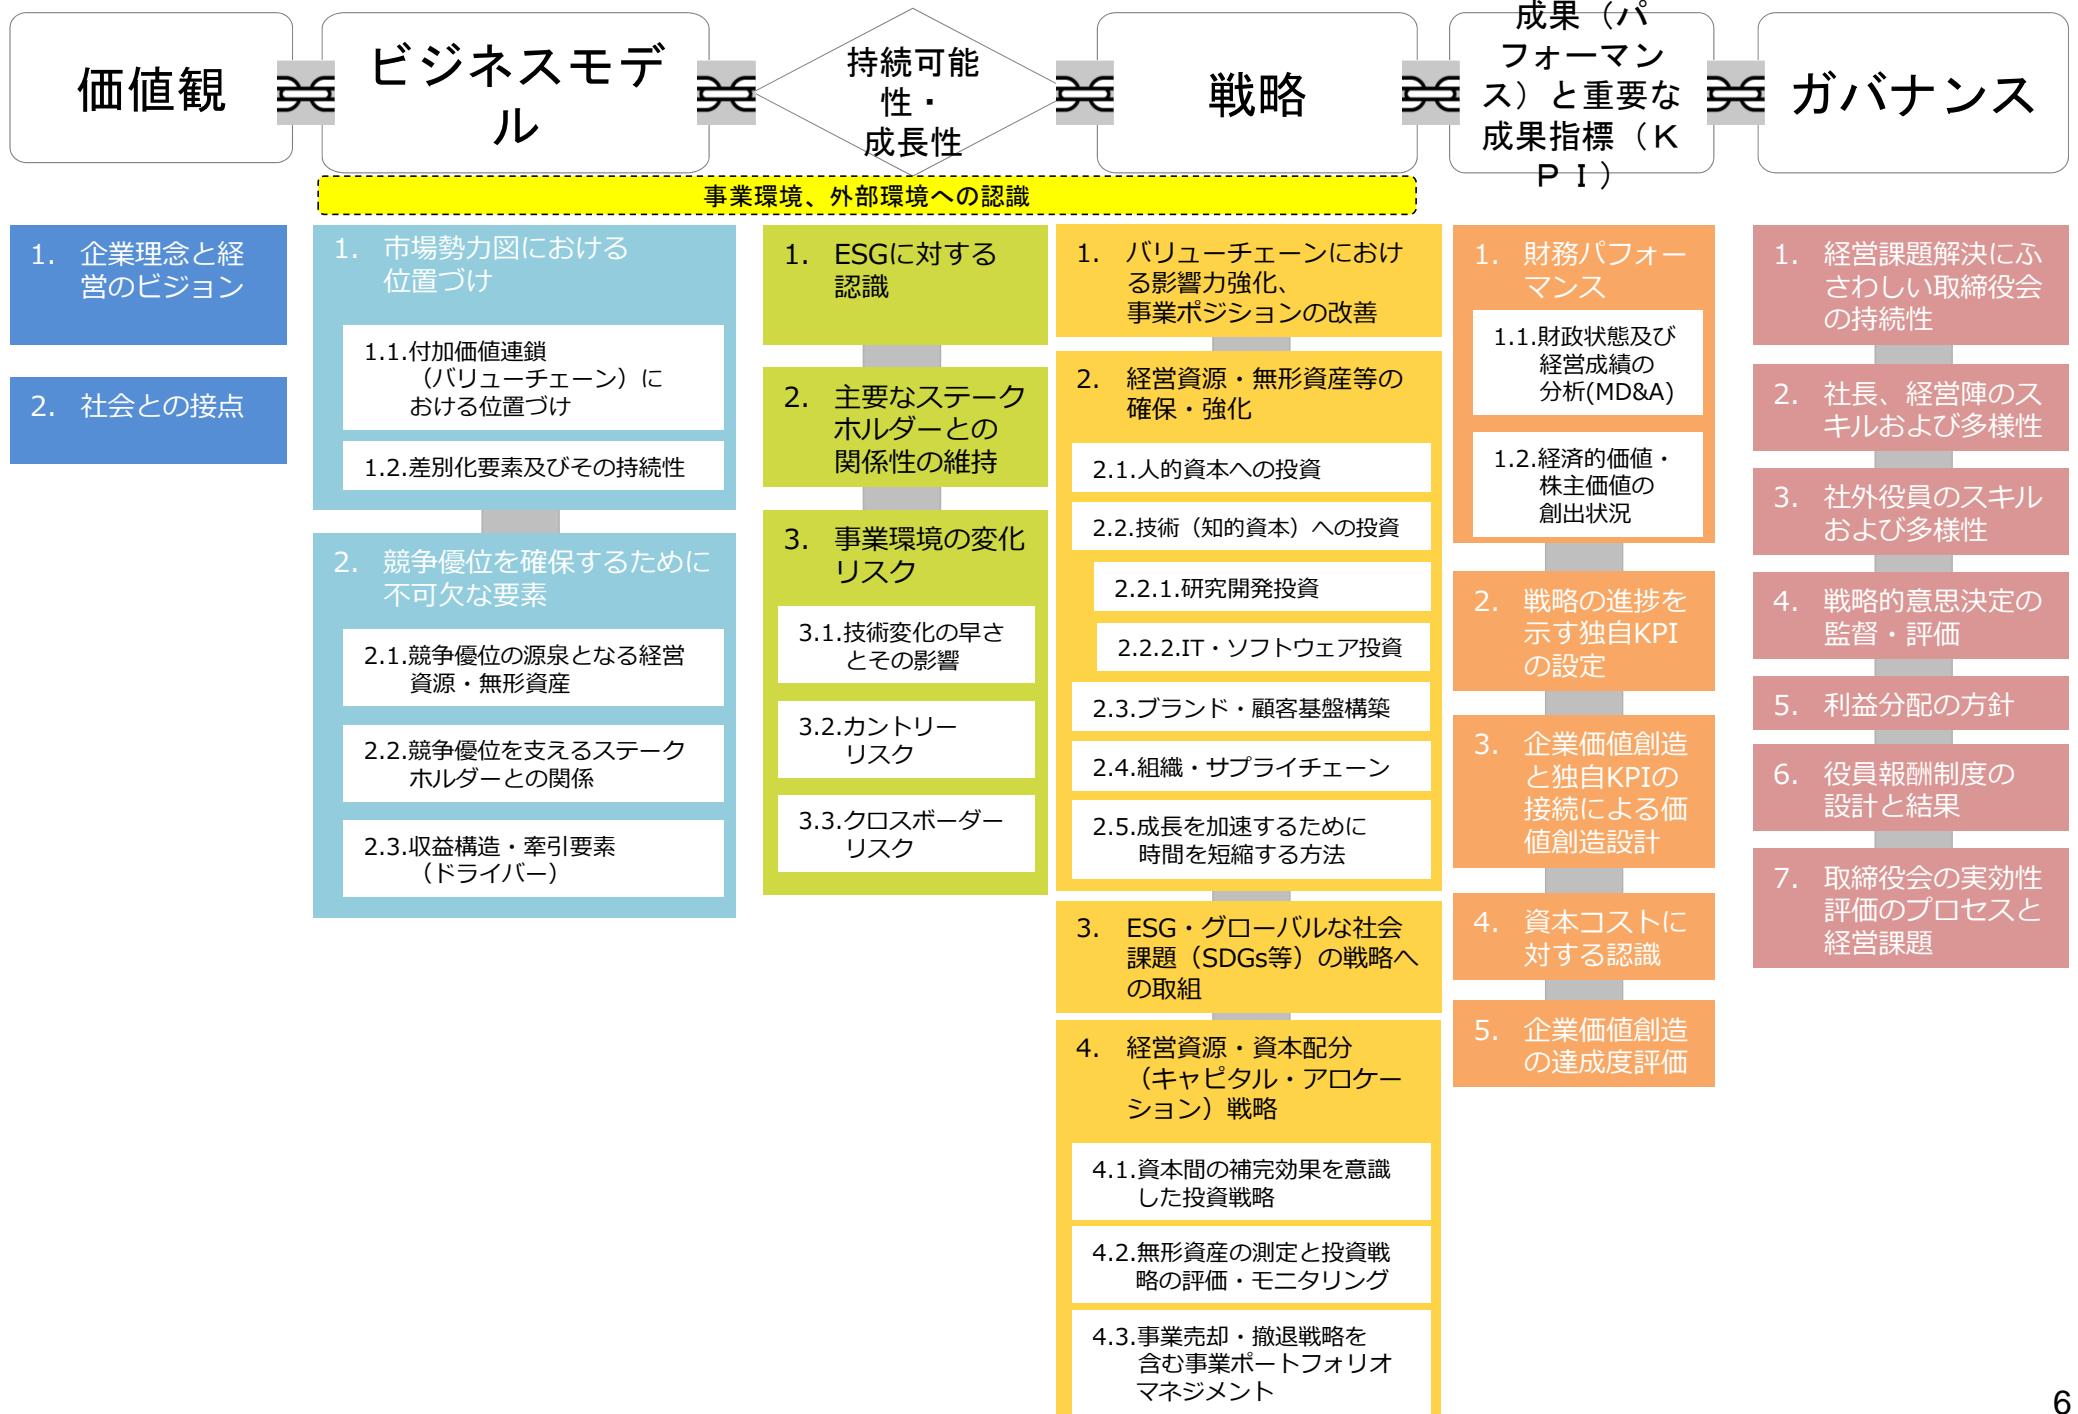 価値観
ビジネスモデ
ル
持続可能
性・
成長性
戦略
成果（パ
フォーマン
ス）と重要な
成果指標（Ｋ
ＰＩ）
ガバナンス
事業環境、外部環境への認識
1. 企業理念と経
営のビジョン
2. 社会との接点
1. 市場勢力図における
位置づけ
1.1.付加価値連鎖
（バリューチェーン）に
おける位置づけ
1.2.差別化要素及びその持続性
2. 競争優位を確保するために
不可欠な要素
2.1.競争優位の源泉となる経営
資源・無形資産
2.2.競争優位を支えるステーク
ホルダーとの関係
2.3.収益構造・牽引要素
（ドライバー）
1. ESGに対する
認識
2. 主要なステーク
ホルダーとの
関係性の維持
3. 事業環境の変化
リスク
3.1.技術変化の早さ
とその影響
3.2.カントリー
リスク
3.3.クロスボーダー
リスク
1. バリューチェーンにおけ
る影響力強化、
事業ポジションの改善
2. 経営資源・無形資産等の
確保・強化
2.1.人的資本への投資
2.2.技術（知的資本）への投資
2.2.1.研究開発投資
2.2.2.IT・ソフトウェア投資
2.3.ブランド・顧客基盤構築
2.4.組織・サプライチェーン
2.5.成長を加速するために
時間を短縮する方法
3. ESG・グローバルな社会
課題（SDGs等）の戦略へ
の取組
4. 経営資源・資本配分
（キャピタル・アロケー
ション）戦略
4.1.資本間の補完効果を意識
した投資戦略
4.2.無形資産の測定と投資戦
略の評価・モニタリング
4.3.事業売却・撤退戦略を
含む事業ポートフォリオ
マネジメント
1. 財務パフォー
マンス
1.1.財政状態及び
経営成績の
分析(MD&A)
1.2.経済的価値・
株主価値の
創出状況
2. 戦略の進捗を
示す独自KPI
の設定
3. 企業価値創造
と独自KPIの
接続による価
値創造設計
4. 資本コストに
対する認識
5. 企業価値創造
の達成度評価
1. 経営課題解決にふ
さわしい取締役会
の持続性
2. 社長、経営陣のス
キルおよび多様性
3. 社外役員のスキル
および多様性
4. 戦略的意思決定の
監督・評価
5. 利益分配の方針
6. 役員報酬制度の
設計と結果
7. 取締役会の実効性
評価のプロセスと
経営課題
6